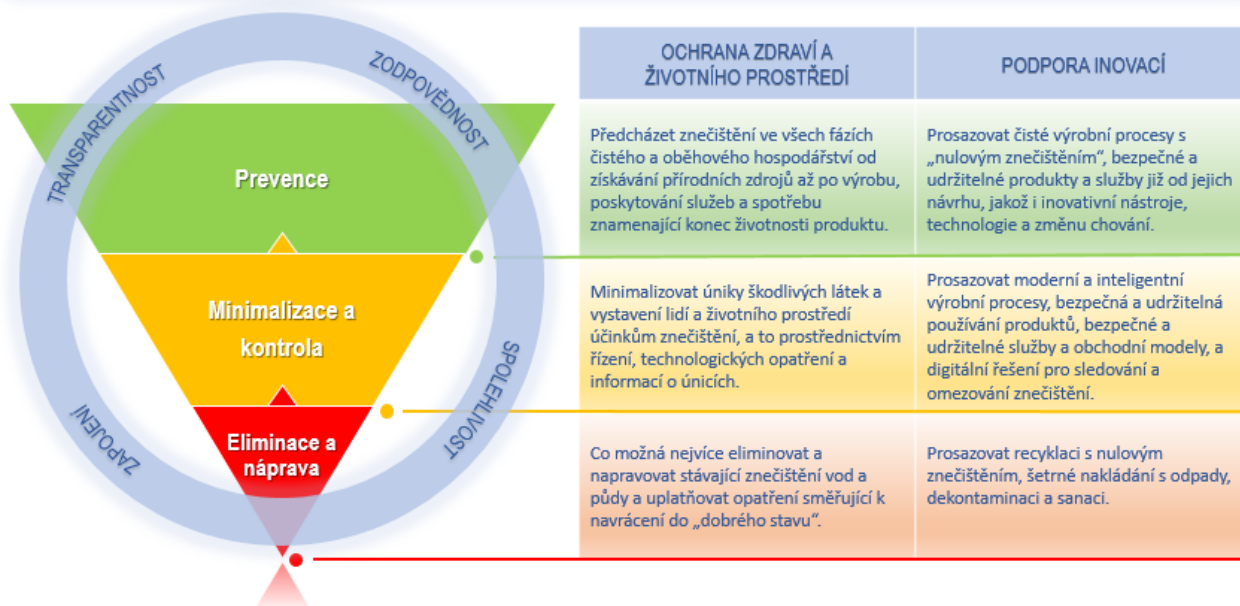 TRANSPARENTNOST
ZODPOVĚDNOST
SPOLEHLIVOST
ZAPOJENÍ
Prevence
Minimalizace a
kontrola
Eliminace a
náprava
OCHRANA ZDRAVÍ A
ŽIVOTNÍHO PROSTŘEDÍ
PODPORA INOVACÍ
Předcházet znečištění ve všech fázích
čistého a oběhového hospodářství od
získávání přírodních zdrojů až po výrobu,
poskytování služeb a spotřebu
znamenající konec životnosti produktu.
Prosazovat čisté výrobní procesy s
„nulovým znečištěním“, bezpečné a
udržitelné produkty a služby již od jejich
návrhu, jakož i inovativní nástroje,
technologie a změnu chování.
Minimalizovat úniky škodlivých látek a
vystavení lidí a životního prostředí
účinkům znečištění, a to prostřednictvím
řízení, technologických opatření a
informací o únicích.
Prosazovat moderní a inteligentní
výrobní procesy, bezpečná a udržitelná
používání produktů, bezpečné a
udržitelné služby a obchodní modely, a
digitální řešení pro sledování a
omezování znečištění.
Co možná nejvíce eliminovat a
napravovat stávající znečištění vod a
půdy a uplatňovat opatření směřující k
navrácení do „dobrého stavu“.
Prosazovat recyklaci s nulovým
znečištěním, šetrné nakládání s odpady,
dekontaminaci a sanaci.